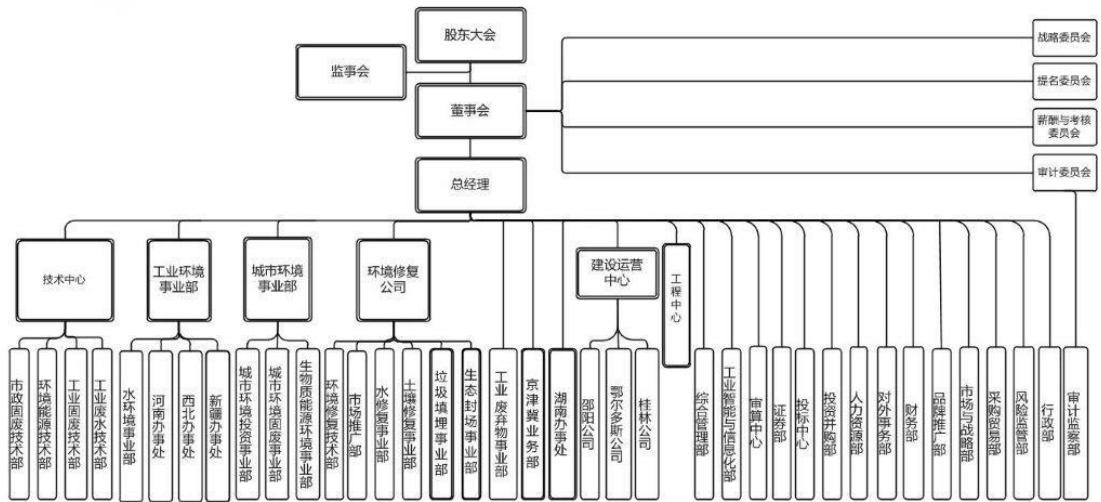 股东大会
监事会
董事会
总经理
战略委员会
提名委员会
薪酬与考核
委员会
审计委员会
技术中心
工业环境
事业部
城市环境
事业部
环境修复
公司
建设运营
中心
工程中心
市政固废技术部
环境能源技术部
工业固废技术部
工业废水技术部
水环境事业部
河南办事处
西北办事处
新疆办事处
城市环境投资事业部
城市环境固废事业部
生物质能源环境事业部
环境修复技术部
市场推广部
水修复事业部
土壤修复事业部
垃圾填埋事业部
生态封场事业部
工业废弃物事业部
京津冀业务部
湖南办事处
邵阳公司
鄂尔多斯公司
桂林公司
综合管理部
工业智能与信息化部
审算中心
证券部
投标中心
投资并购部
人力资源部
对外事务部
财务部
品牌推广部
市场与战略部
采购贸易部
风险监管部
行政部
审计监察部